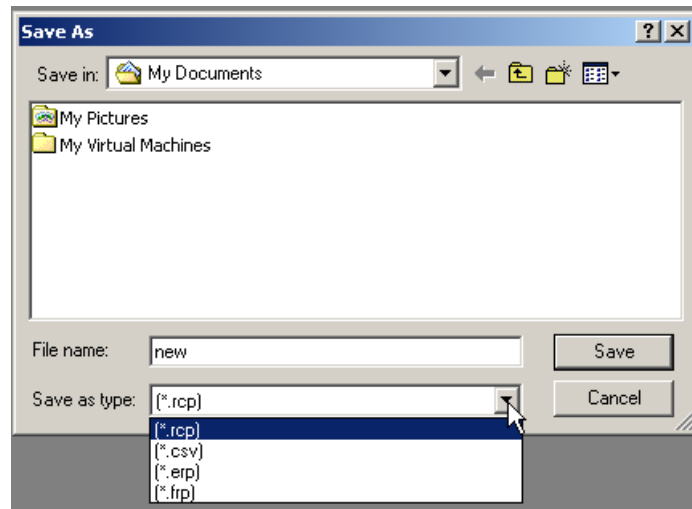 Save As
Save in: My Documents
My Pictures
My Virtual Machines
File name: new Save
Save as type: (*.rcp) Cancel
(*.rcp)
(*.csv)
(*.erp)
(*.frp)